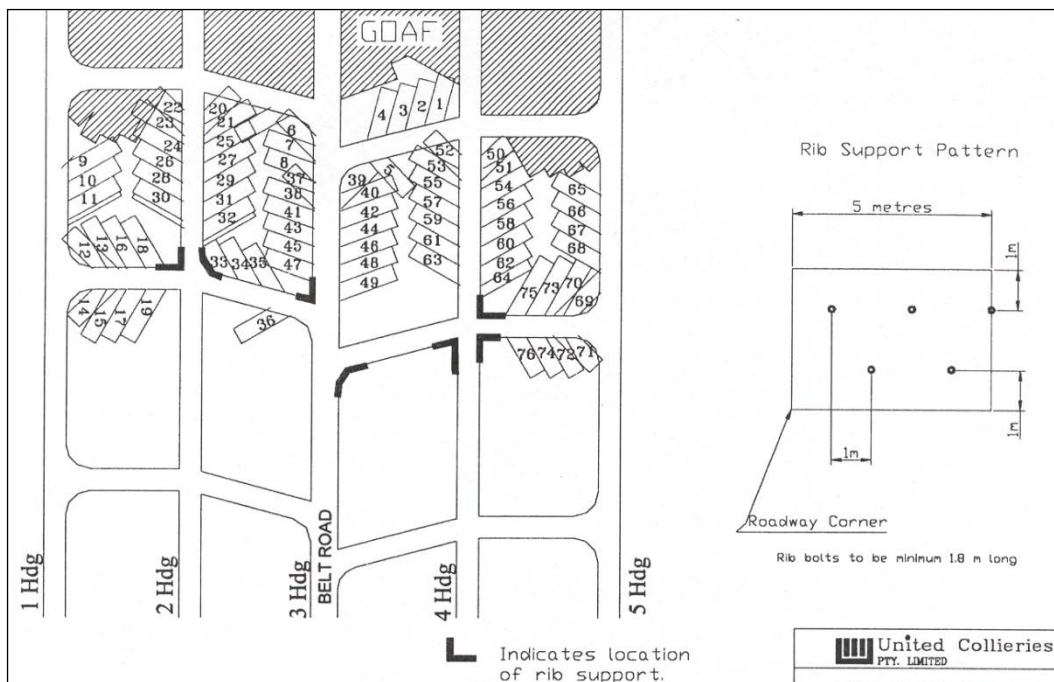 GOAF
4 3 2 1
22
23
24
26
28
30
20
21
25
27
29
31
32
6
7
8
37
38
41
43
45
47
9
10
11
12 13 16 18
33 34 35
14 15 17 19
36
39 5
40
42
44
46
48
49
52
53
55
57
59
61
63
50
51
54
56
58
60
62
64
65
66
67
68
75 73 70
69
76 74 72 71
1 Hdg
2 Hdg
3 Hdg
BELT ROAD
4 Hdg
5 Hdg
Rib Support Pattern
5 metres
1m
1m
1m
Roadway Corner
Rib bolts to be minimum 1.8 m long
Indicates location
of rib support.
United Collieries
PTY. LIMITED